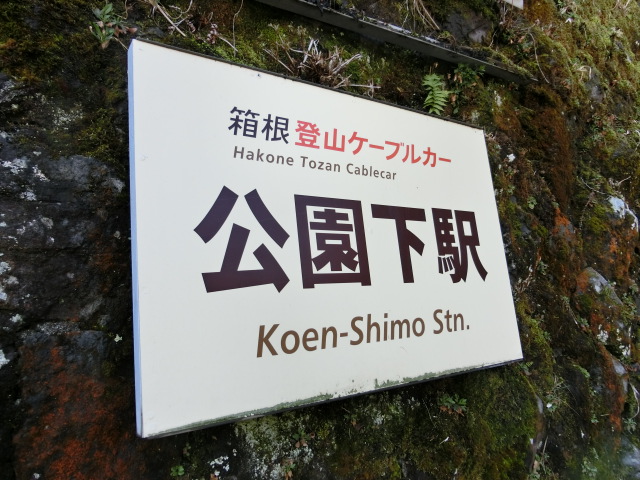 箱根登山ケーブルカー
Hakone Tozan Cablecar
公園下駅
Koen-Shimo Stn.